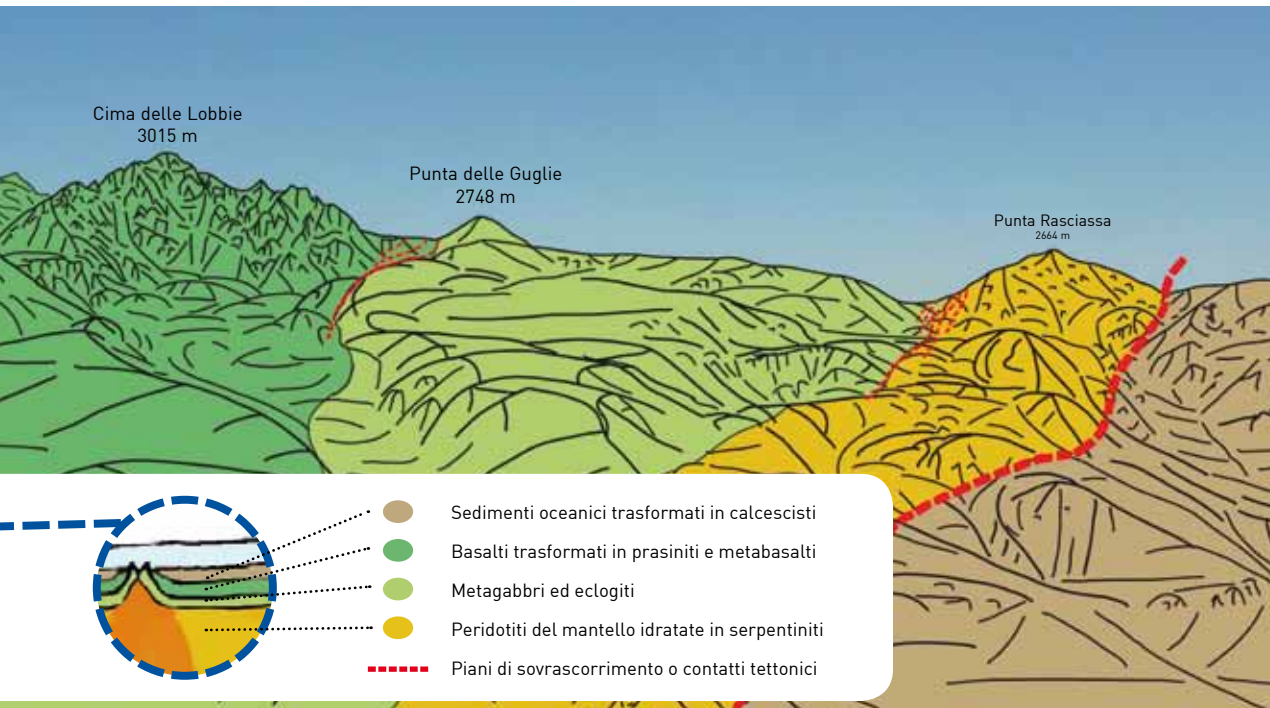 Cima delle Lobbie
3015 m
Punta delle Guglie
2748 m
Punta Rasciassa
2664 m
Sedimenti oceanici trasformati in calcescisti
Basalti trasformati in prasiniti e metabasalti
Metagabbri ed eclogiti
Peridotiti del mantello idratate in serpentiniti
Piani di sovrascorrimento o contatti tettonici